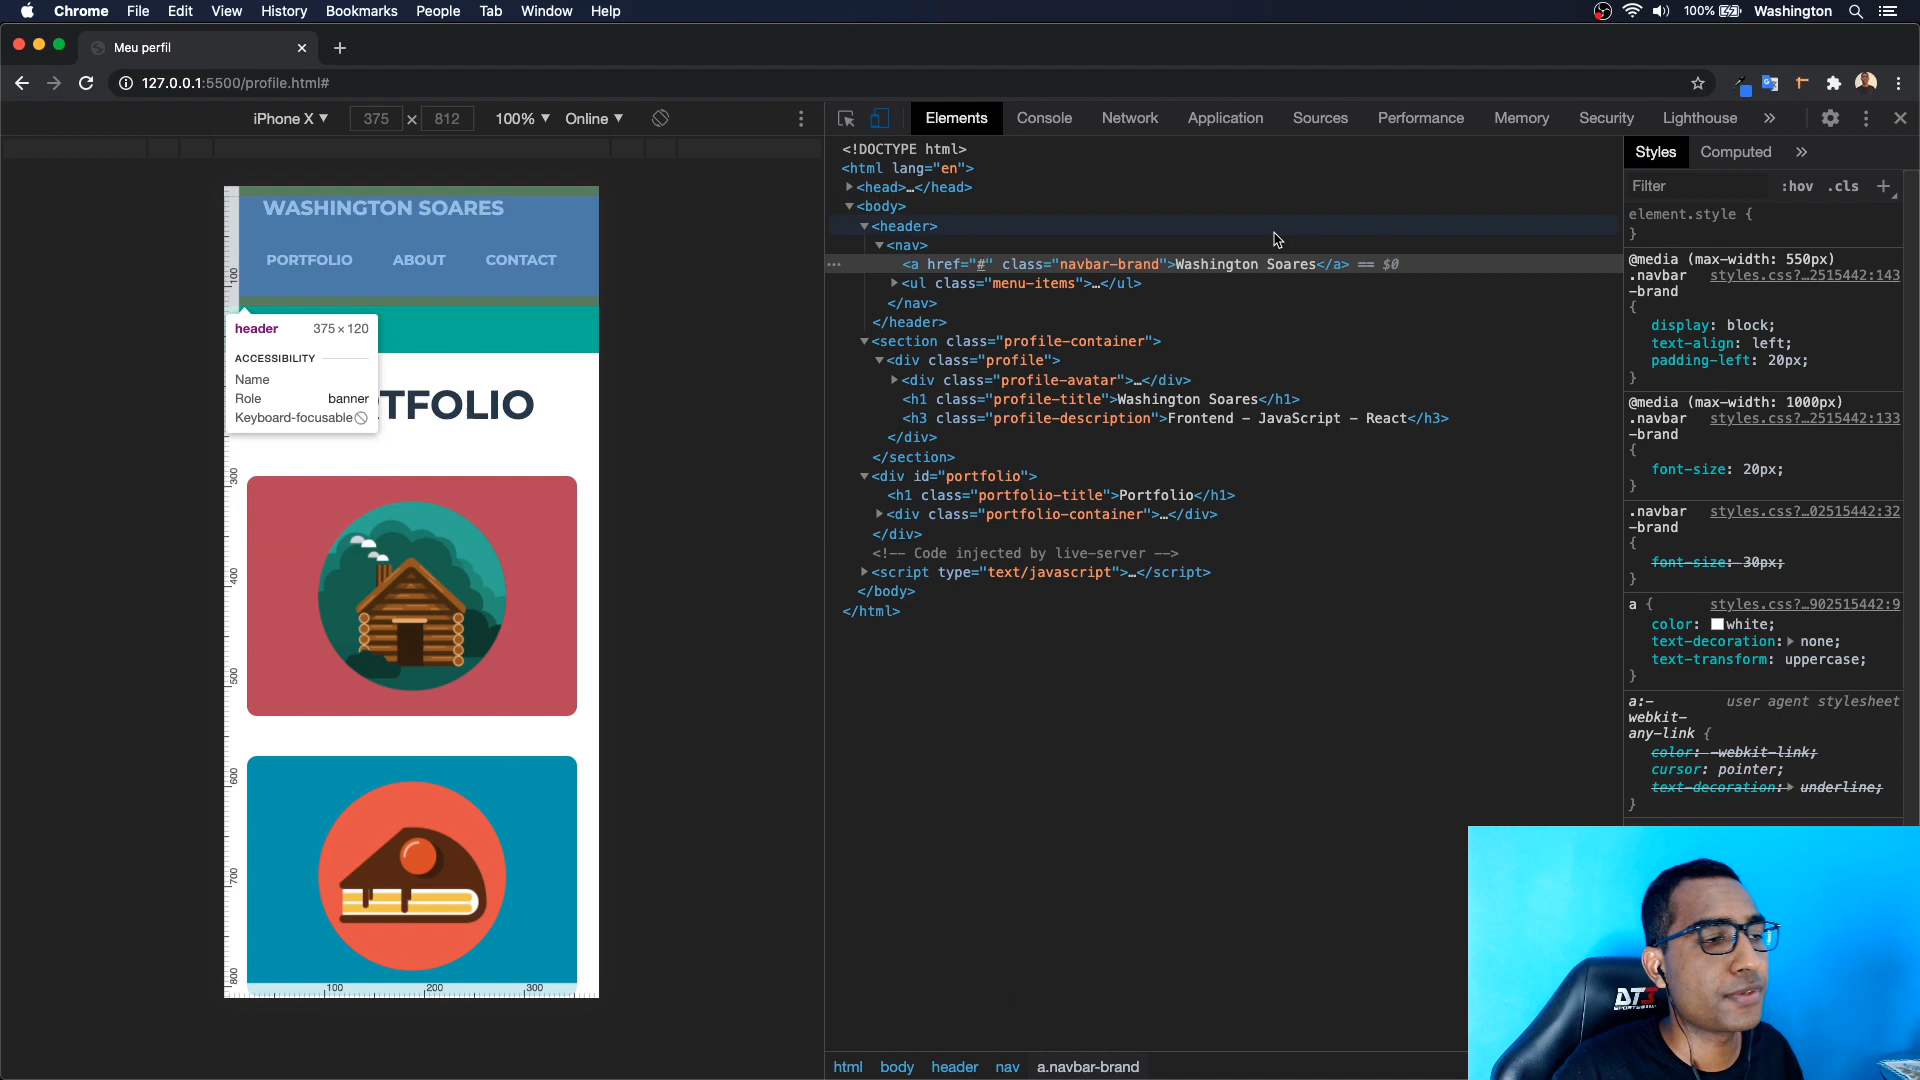 Chrome File Edit View History Bookmarks People Tab Window Help
100% Washington
Meu perfil
127.0.0.1:5500/profile.html#
iPhone X ▼ 375 × 812 100% ▼ Online ▼
Elements Console Network Application Sources Performance Memory Security Lighthouse »
WASHINGTON SOARES
PORTFOLIO ABOUT CONTACT
header 375 × 120
ACCESSIBILITY
Name
Role banner
Keyboard-focusable
TFOLIO
100
300
400
500
600
700
800
100 200 300
<!DOCTYPE html>
<html lang="en">
<head>…</head>
<body>
<header>
<nav>
<a href="#" class="navbar-brand">Washington Soares</a> == $0
<ul class="menu-items">…</ul>
</nav>
</header>
<section class="profile-container">
<div class="profile">
<div class="profile-avatar">…</div>
<h1 class="profile-title">Washington Soares</h1>
<h3 class="profile-description">Frontend - JavaScript - React</h3>
</div>
</section>
<div id="portfolio">
<h1 class="portfolio-title">Portfolio</h1>
<div class="portfolio-container">…</div>
</div>
<!-- Code injected by live-server -->
<script type="text/javascript">…</script>
</body>
</html>
html body header nav a.navbar-brand
Styles Computed »
Filter :hov .cls +
element.style {
}
@media (max-width: 550px)
.navbar styles.css?…2515442:143
-brand
{
display: block;
text-align: left;
padding-left: 20px;
}
@media (max-width: 1000px)
.navbar styles.css?…2515442:133
-brand
{
font-size: 20px;
}
.navbar styles.css?…02515442:32
-brand
{
font-size: 30px;
}
a { styles.css?…902515442:9
color: white;
text-decoration: none;
text-transform: uppercase;
}
a:- user agent stylesheet
webkit-
any-link {
color: -webkit-link;
cursor: pointer;
text-decoration: underline;
}
DT3